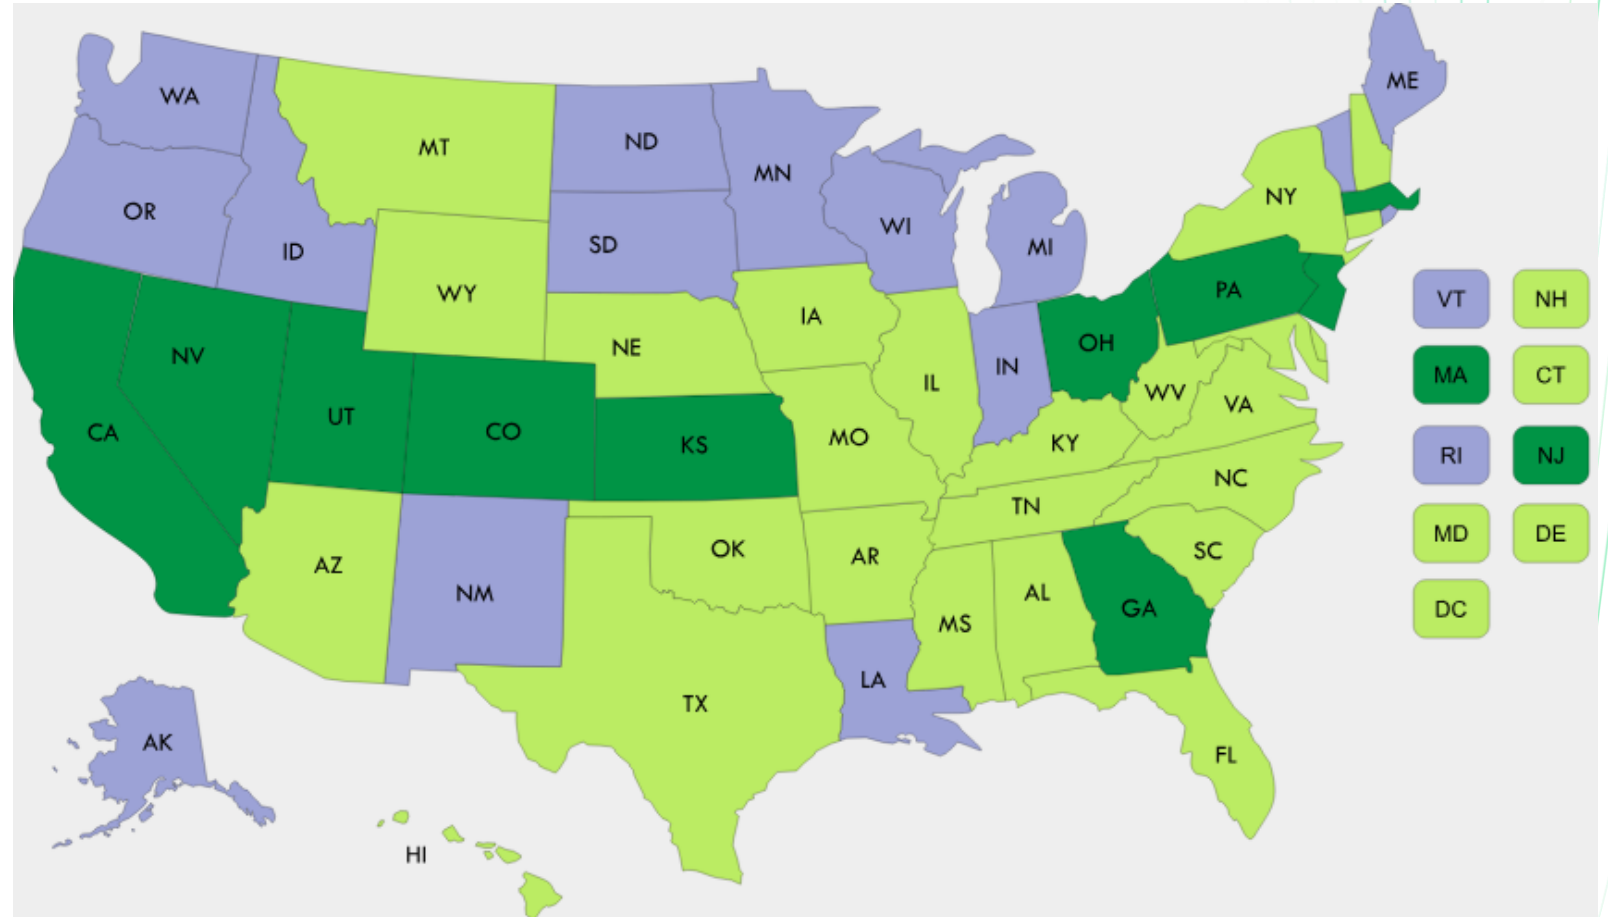 ME
WA
MT
ND
MN
OR
NY
WI
SD
MI
ID
WY
PA
VT
NH
IA
OH
NE
NV
IN
MA
CT
IL
WV
VA
UT
CO
CA
MO
KY
KS
RI
NJ
NC
TN
MD
DE
OK
SC
AR
AZ
NM
AL
GA
DC
MS
LA
TX
AK
FL
HI